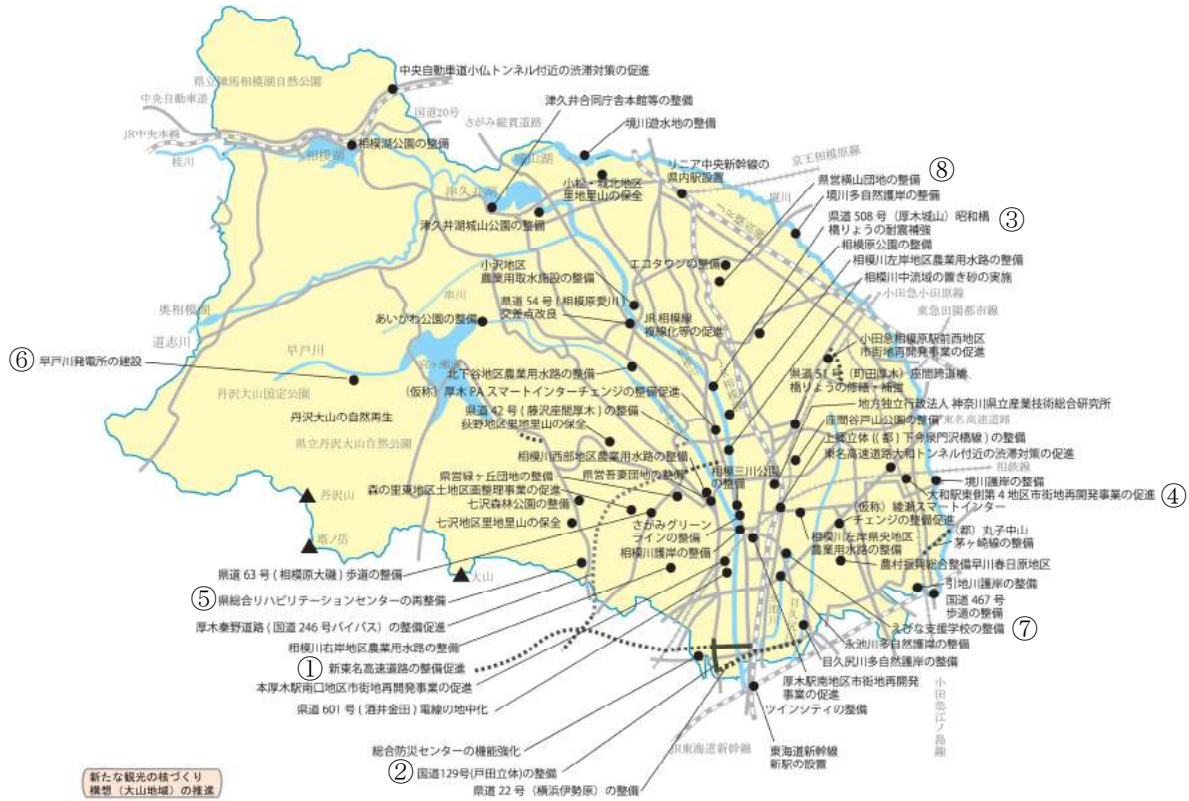 中央自動車道小仏トンネル付近の渋滞対策の促進
県立陣馬相模湖自然公園
津久井合同庁舎本館等の整備
中央自動車道
国道20号
さがみ縦貫道路
境川遊水地の整備
JR中央本線
相模湖公園の整備
桂川
相模湖
城山湖
リニア中央新幹線の
県内駅設置
京王相模原線
⑧
県営横山団地の整備
小松・城北地区
里地里山の保全
津久井湖
境川
境川多自然護岸の整備
津久井湖城山公園の整備
県道508号（厚木城山）昭和橋
橋りょうの耐震補強
③
相模原公園の整備
小沢地区
農業用取水施設の整備
エコタウンの整備
相模川左岸地区農業用水路の整備
相模川中流域の置き砂の実施
小田急小田原線
串川
県道54号(相模原愛川)
交差点改良
JR相模線
複線化等の促進
東急田園都市線
奥相模湖
道志川
あいかわ公園の整備
小田急相模原駅前西地区
市街地再開発事業の促進
⑥
早戸川発電所の建設
早戸川
宮ヶ瀬湖
北下谷地区農業用水路の整備
県道51号（町田厚木）座間跨道橋
橋りょうの修繕・補強
丹沢大山国定公園
(仮称）厚木PAスマートインターチェンジの整備促進
地方独立行政法人 神奈川県立産業技術総合研究所
丹沢大山の自然再生
県道42号(藤沢座間厚木)の整備
荻野地区里地里山の保全
座間谷戸山公園の整備
東名高速道路
県立丹沢大山自然公園
上郷立体((都)下今泉門沢橋線)の整備
相模川西部地区農業用水路の整備
東名高速道路大和トンネル付近の渋滞対策の促進
相鉄線
県営緑ヶ丘団地の整備
県営吾妻団地の整備
相模三川公園
の整備
境川護岸の整備
森の里東地区土地区画整理事業の促進
大和駅東側第4地区市街地再開発事業の促進
④
丹沢山
七沢森林公園の整備
(仮称）綾瀬スマートインター
チェンジの整備促進
七沢地区里地里山の保全
さがみグリーン
ラインの整備
(都）丸子中山
茅ヶ崎線の整備
塔ノ岳
相模川護岸の整備
相模川左岸県央地区
農業用水路の整備
大山
農村振興総合整備早川春日原地区
県道63号(相模原大磯)歩道の整備
引地川護岸の整備
⑤
県総合リハビリテーションセンターの再整備
国道467号
歩道の整備
厚木秦野道路(国道246号バイパス)の整備促進
えびな支援学校の整備
⑦
相模川右岸地区農業用水路の整備
永池川多自然護岸の整備
①
新東名高速道路の整備促進
目久尻川多自然護岸の整備
本厚木駅南口地区市街地再開発事業の促進
厚木駅南地区市街地再開発
事業の促進
県道601号(酒井金田)電線の地中化
ツインシティの整備
小田急江ノ島線
総合防災センターの機能強化
JR東海道新幹線
東海道新幹線
新駅の設置
②
国道129号(戸田立体)の整備
県道22号（横浜伊勢原）の整備
新たな観光の核づくり
構想（大山地域）の推進